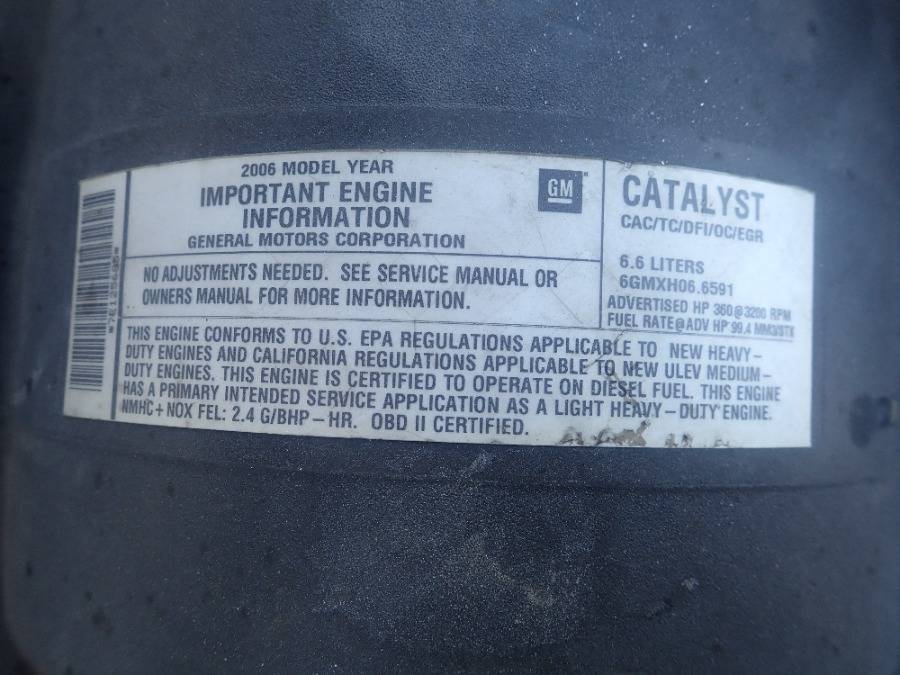 2006 MODEL YEAR
IMPORTANT ENGINE
INFORMATION
GENERAL MOTORS CORPORATION
GM
NO ADJUSTMENTS NEEDED. SEE SERVICE MANUAL OR
OWNERS MANUAL FOR MORE INFORMATION.
CATALYST
CAC/TC/DFI/OC/EGR
6.6 LITERS
6GMXH06.6591
ADVERTISED HP 360@3200 RPM
FUEL RATE@ADV HP 99.4 MM3/STK
THIS ENGINE CONFORMS TO U.S. EPA REGULATIONS APPLICABLE TO NEW HEAVY-
DUTY ENGINES AND CALIFORNIA REGULATIONS APPLICABLE TO NEW ULEV MEDIUM-
DUTY ENGINES. THIS ENGINE IS CERTIFIED TO OPERATE ON DIESEL FUEL. THIS ENGINE
HAS A PRIMARY INTENDED SERVICE APPLICATION AS A LIGHT HEAVY-DUTY ENGINE.
NMHC+NOX FEL: 2.4 G/BHP-HR. OBD II CERTIFIED.